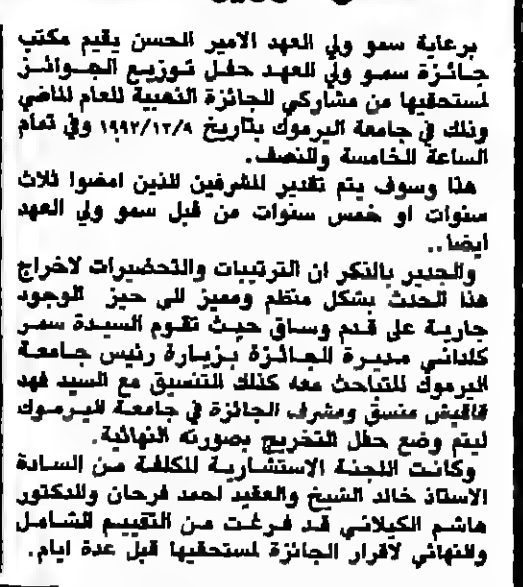 برعاية سمو ولي العهد الامير الحسن يقيم مكتب
جائزة سمو ولي العهد حفل توزيع الجوائز
لمستحقيها من مشاركي الجائزة الذهبية للعام الماضي
وذلك في جامعة اليرموك بتاريخ ١٩٩٢/١٢/٩ وفي تمام
الساعة الخامسة والنصف.
هذا وسوف يتم تقدير المشرفين الذين امضوا ثلاث
سنوات او خمس سنوات من قبل سمو ولي العهد
ايضا..
والجدير بالذكر ان الترتيبات والتحضيرات لاخراج
هذا الحدث بشكل منظم ومميز الى حيز الوجود
جارية على قدم وساق حيث تقوم السيدة سمر
كلداني مديرة الجائزة بزيارة رئيس جامعة
اليرموك للتباحث معه كذلك التنسيق مع السيد فهد
قاقيش منسق ومشرف الجائزة في جامعة اليرموك
ليتم وضع حفل التخريج بصورته النهائية.
وكانت اللجنة الاستشارية المكلفة من السادة
الاستاذ خالد الشيخ والعقيد احمد فرحان والدكتور
هاشم الكيلاني قد فرغت من التقييم الشامل
والنهائي لاقرار الجائزة لمستحقيها قبل عدة ايام.